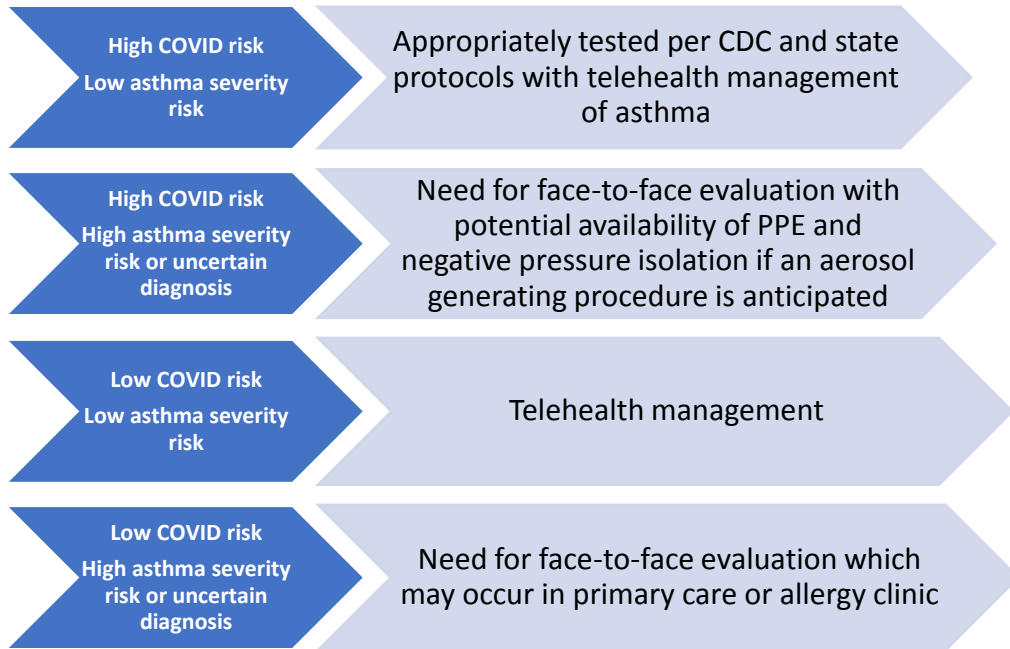 High COVID risk
Low asthma severity
risk
Appropriately tested per CDC and state
protocols with telehealth management
of asthma
High COVID risk
High asthma severity
risk or uncertain
diagnosis
Need for face-to-face evaluation with
potential availability of PPE and
negative pressure isolation if an aerosol
generating procedure is anticipated
Low COVID risk
Low asthma severity
risk
Telehealth management
Low COVID risk
High asthma severity
risk or uncertain
diagnosis
Need for face-to-face evaluation which
may occur in primary care or allergy clinic